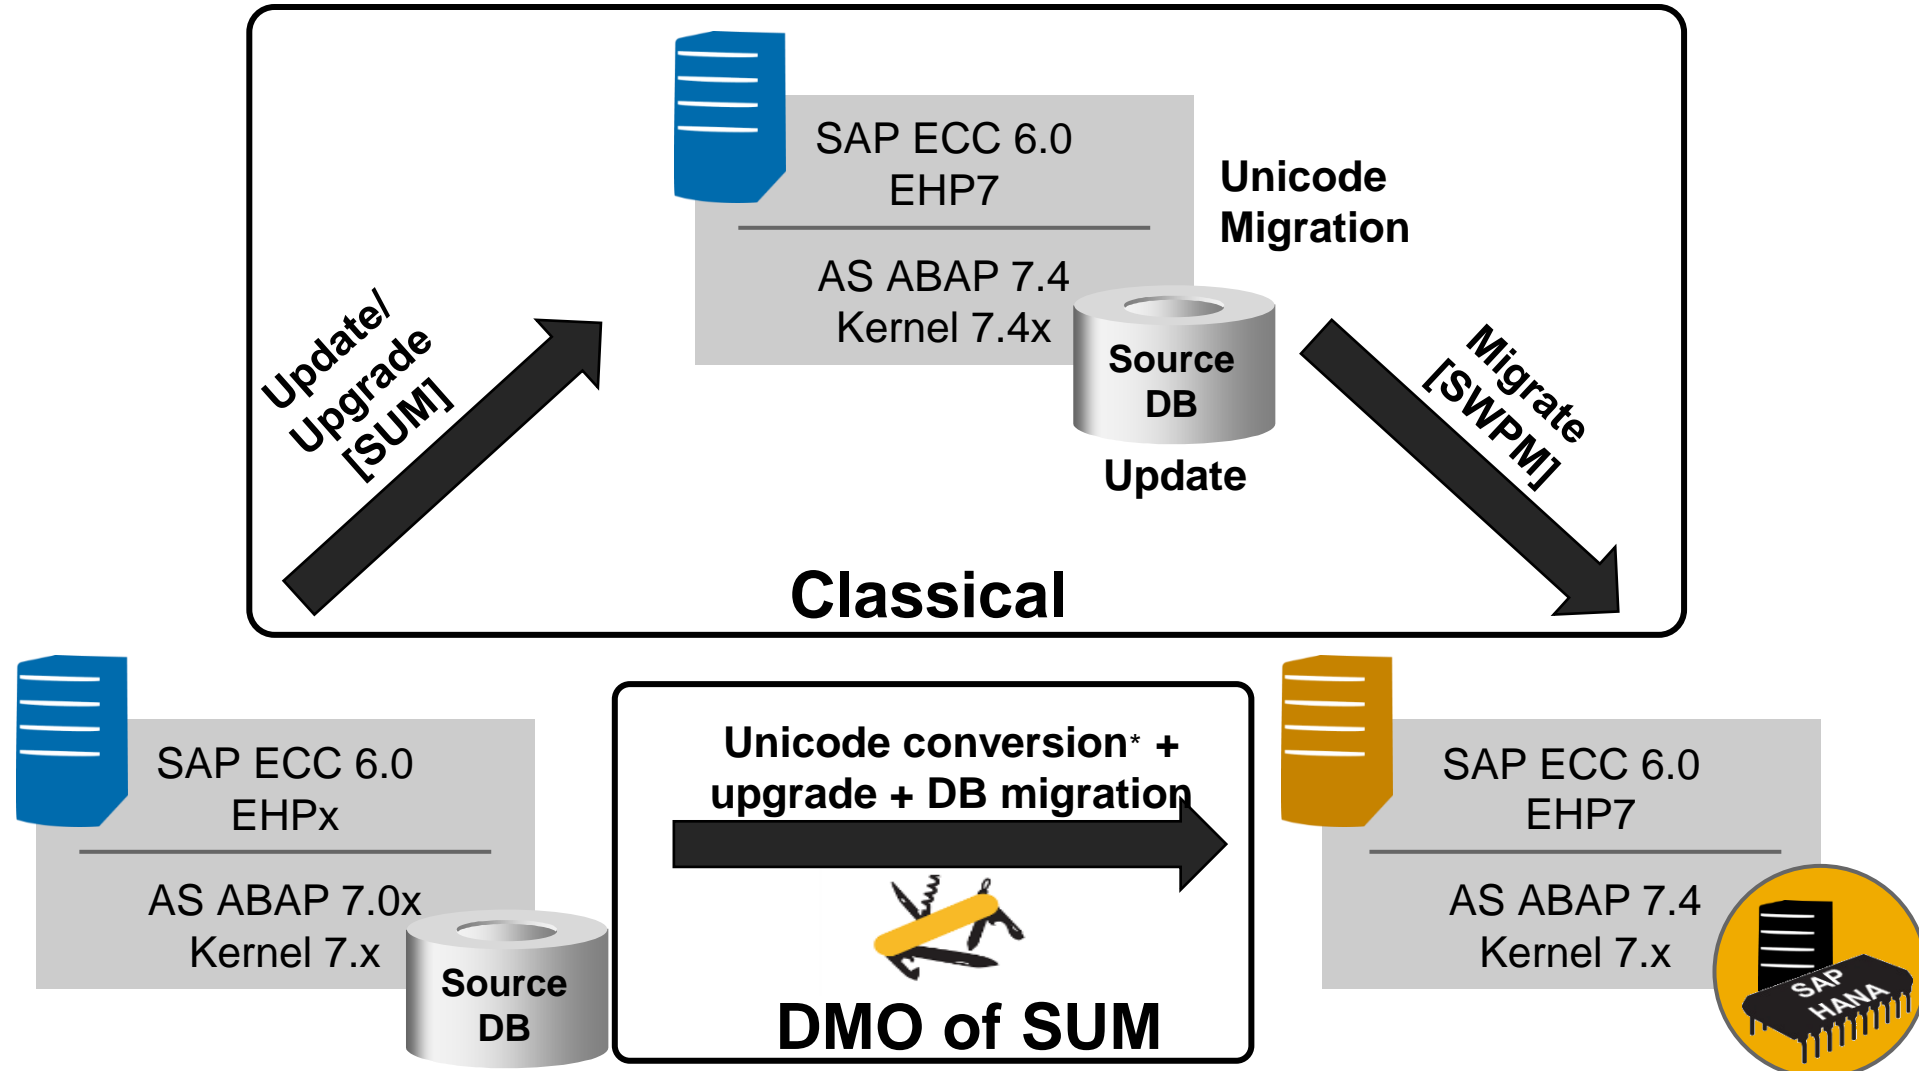 SAP ECC 6.0
EHP7
AS ABAP 7.4
Kernel 7.4x
Unicode
Migration
Source
DB
Update
Update/
Upgrade
[SUM]
Migrate
[SWPM]
Classical
SAP ECC 6.0
EHPx
AS ABAP 7.0x
Kernel 7.x
Source
DB
Unicode conversion* +
upgrade + DB migration
DMO of SUM
SAP ECC 6.0
EHP7
AS ABAP 7.4
Kernel 7.x
SAP
HANA